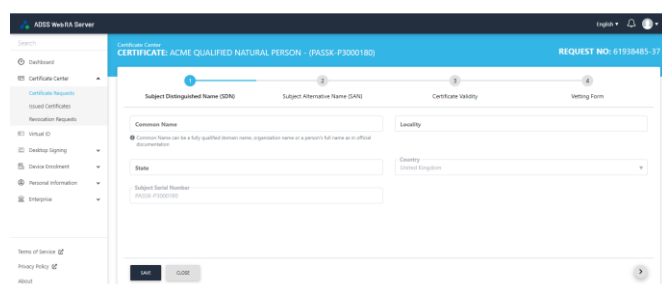 ADSS Web RA Server
English
Search
Certificate Center
CERTIFICATE: ACME QUALIFIED NATURAL PERSON - (PASSK-P3000180)
REQUEST NO: 61938485-37
Dashboard
Certificate Center
Certificate Requests
Issued Certificates
Revocation Requests
Virtual ID
Desktop Signing
Device Enrolment
Personal Information
Enterprise
1
Subject Distinguished Name (SDN)
2
Subject Alternative Name (SAN)
3
Certificate Validity
4
Vetting Form
Common Name
Locality
Common Name can be a fully qualified domain name, organisation name or a person's full name as in official
documentation
State
Country
United Kingdom
Subject Serial Number
PASSK-P3000180
Terms of Service
Privacy Policy
About
SAVE
CLOSE